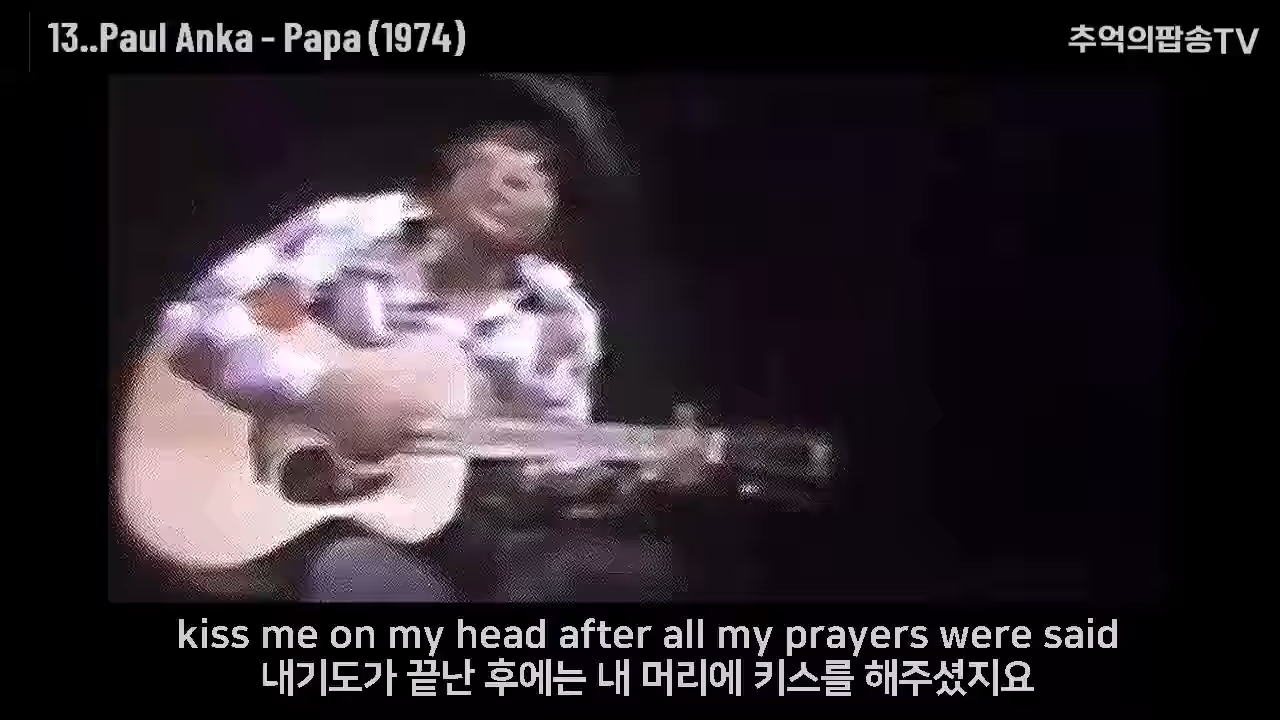 13..Paul Anka - Papa (1974)
추억의팝송TV
kiss me on my head after all my prayers were said
내기도가 끝난 후에는 내 머리에 키스를 해주셨지요